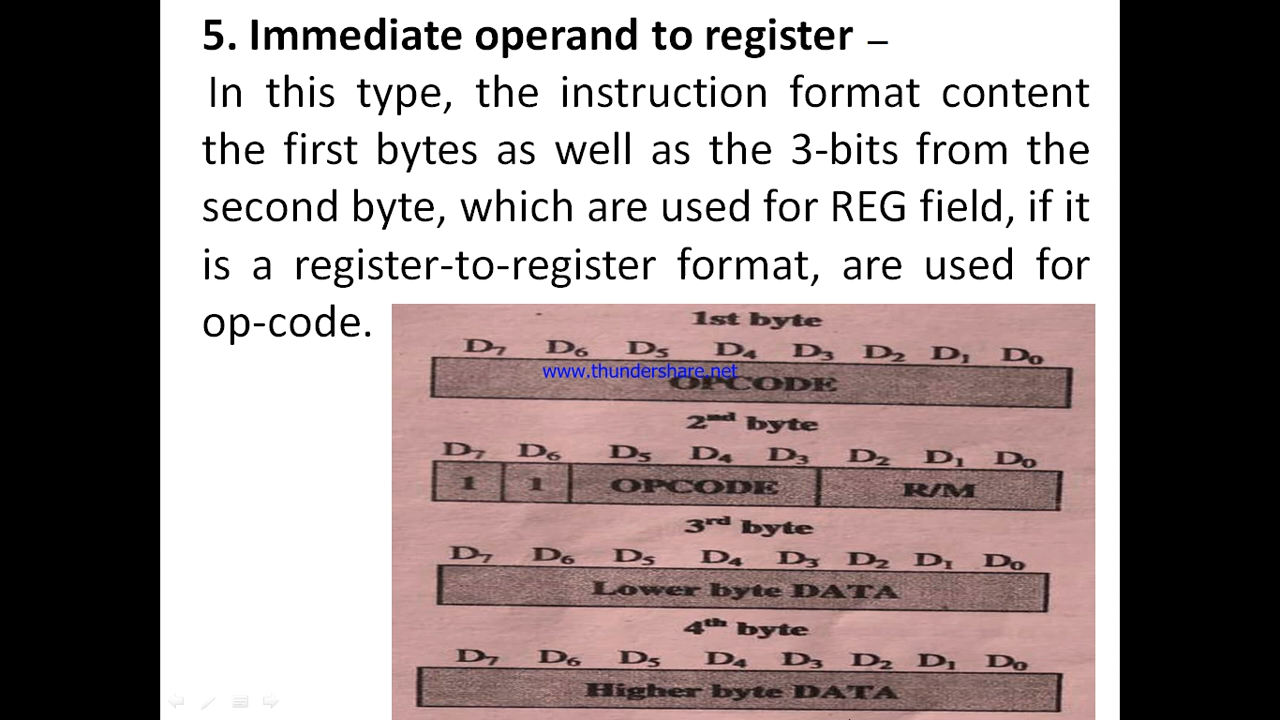 5. Immediate operand to register –
In this type, the instruction format content
the first bytes as well as the 3-bits from the
second byte, which are used for REG field, if it
is a register-to-register format, are used for
op-code.
1st byte
D7 D6 D5 D4 D3 D2 D1 D0
www.thundershare.net
OPCODE
2nd byte
D7 D6 D5 D4 D3 D2 D1 D0
1 1 OPCODE R/M
3rd byte
D7 D6 D5 D4 D3 D2 D1 D0
Lower byte DATA
4th byte
D7 D6 D5 D4 D3 D2 D1 D0
Higher byte DATA